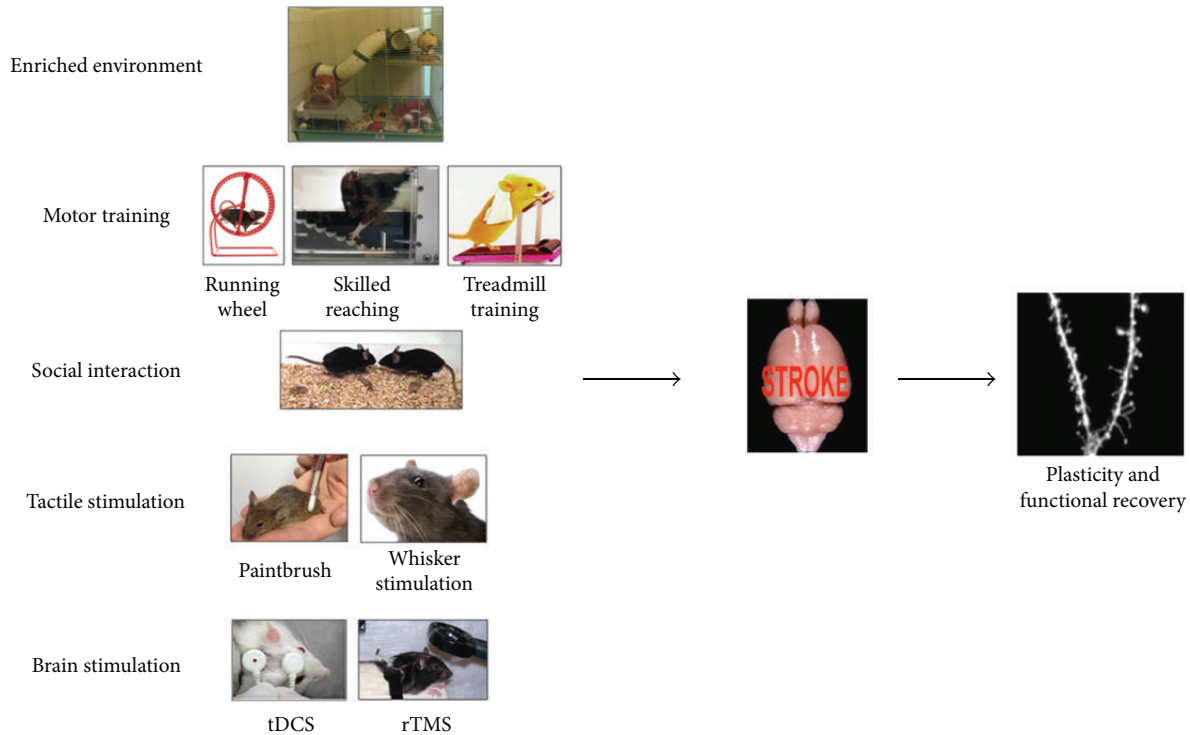 Enriched environment
Motor training
Running
wheel
Skilled
reaching
Treadmill
training
Social interaction
STROKE
Plasticity and
functional recovery
Tactile stimulation
Paintbrush
Whisker
stimulation
Brain stimulation
tDCS
rTMS